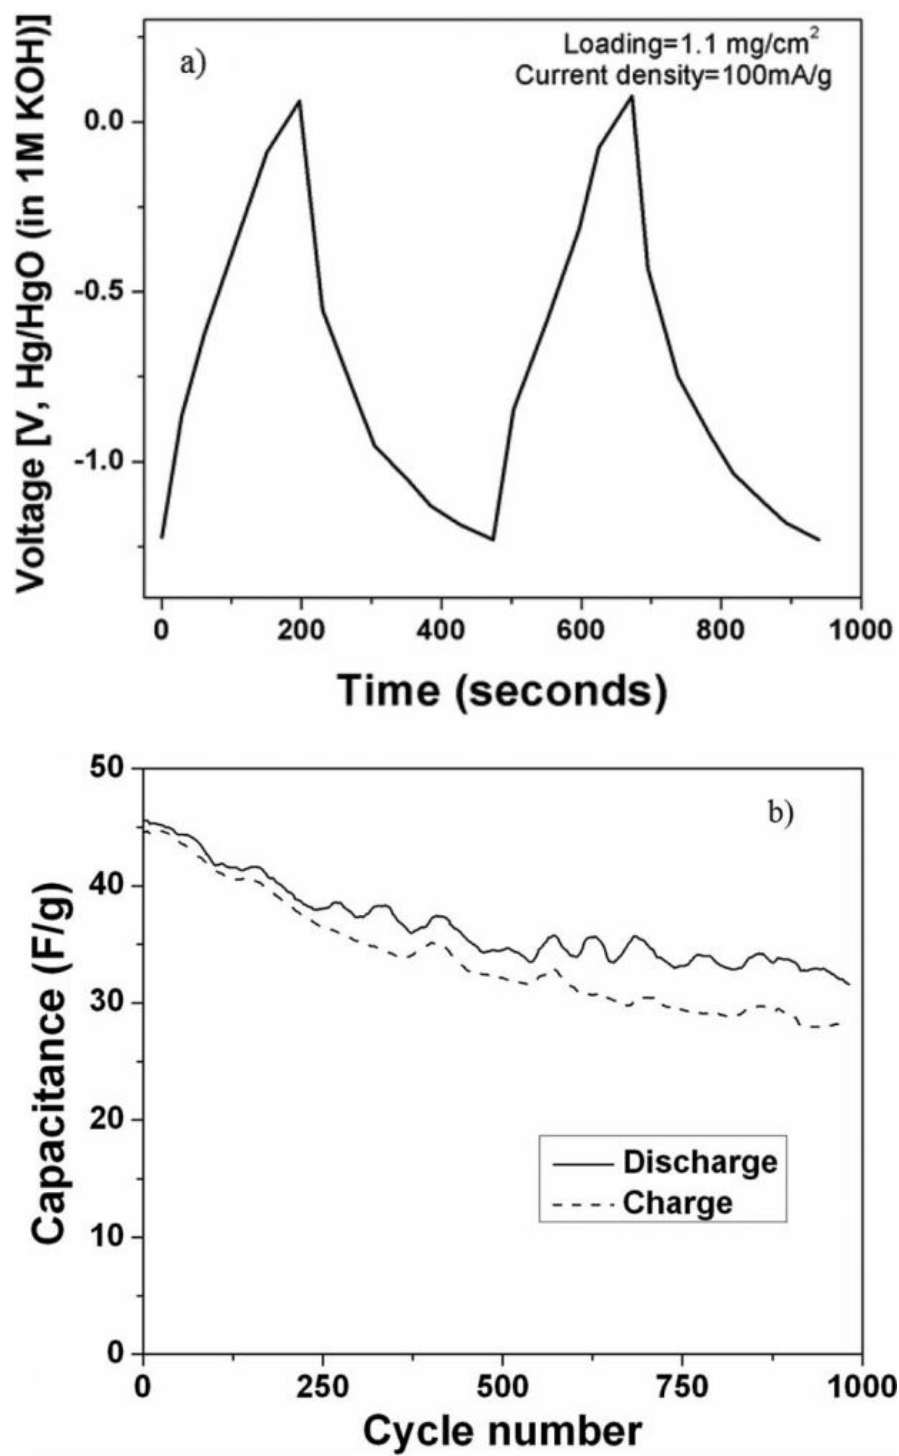 a)
Loading=1.1 mg/cm²
Current density=100mA/g
Voltage [V, Hg/HgO (in 1M KOH)]
0.0
-0.5
-1.0
0 200 400 600 800 1000
Time (seconds)
b)
Capacitance (F/g)
50
40
30
20
10
0
Discharge
Charge
0 250 500 750 1000
Cycle number